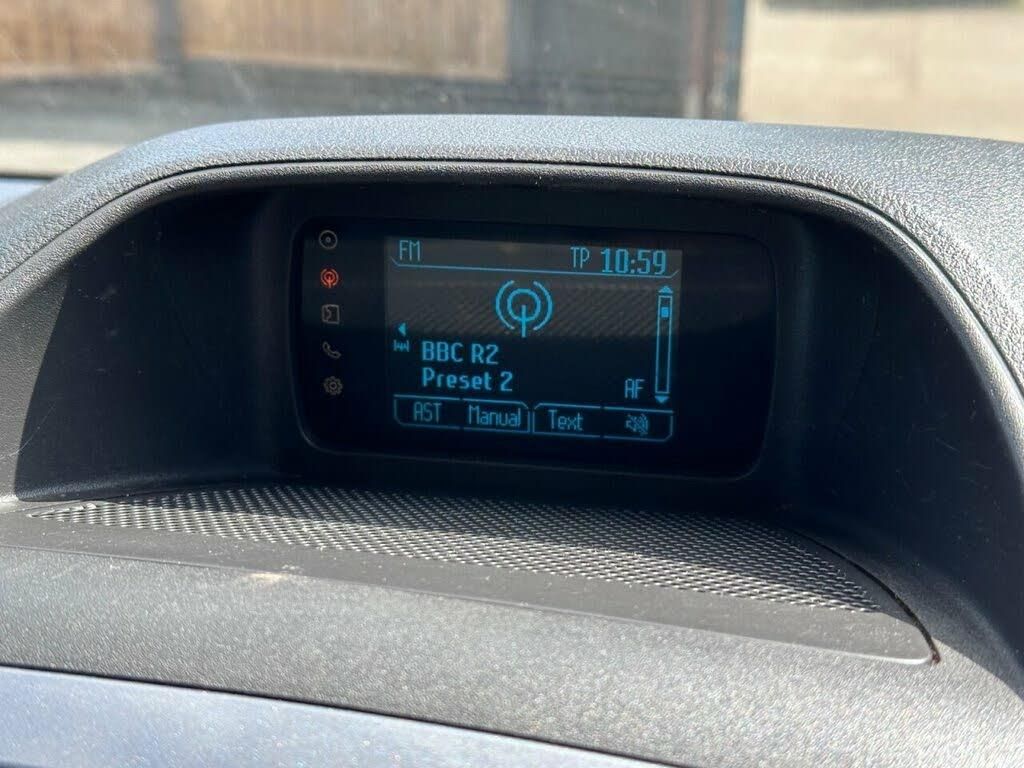 FM TP 10:59
BBC R2
Preset 2
AF
AST Manual Text